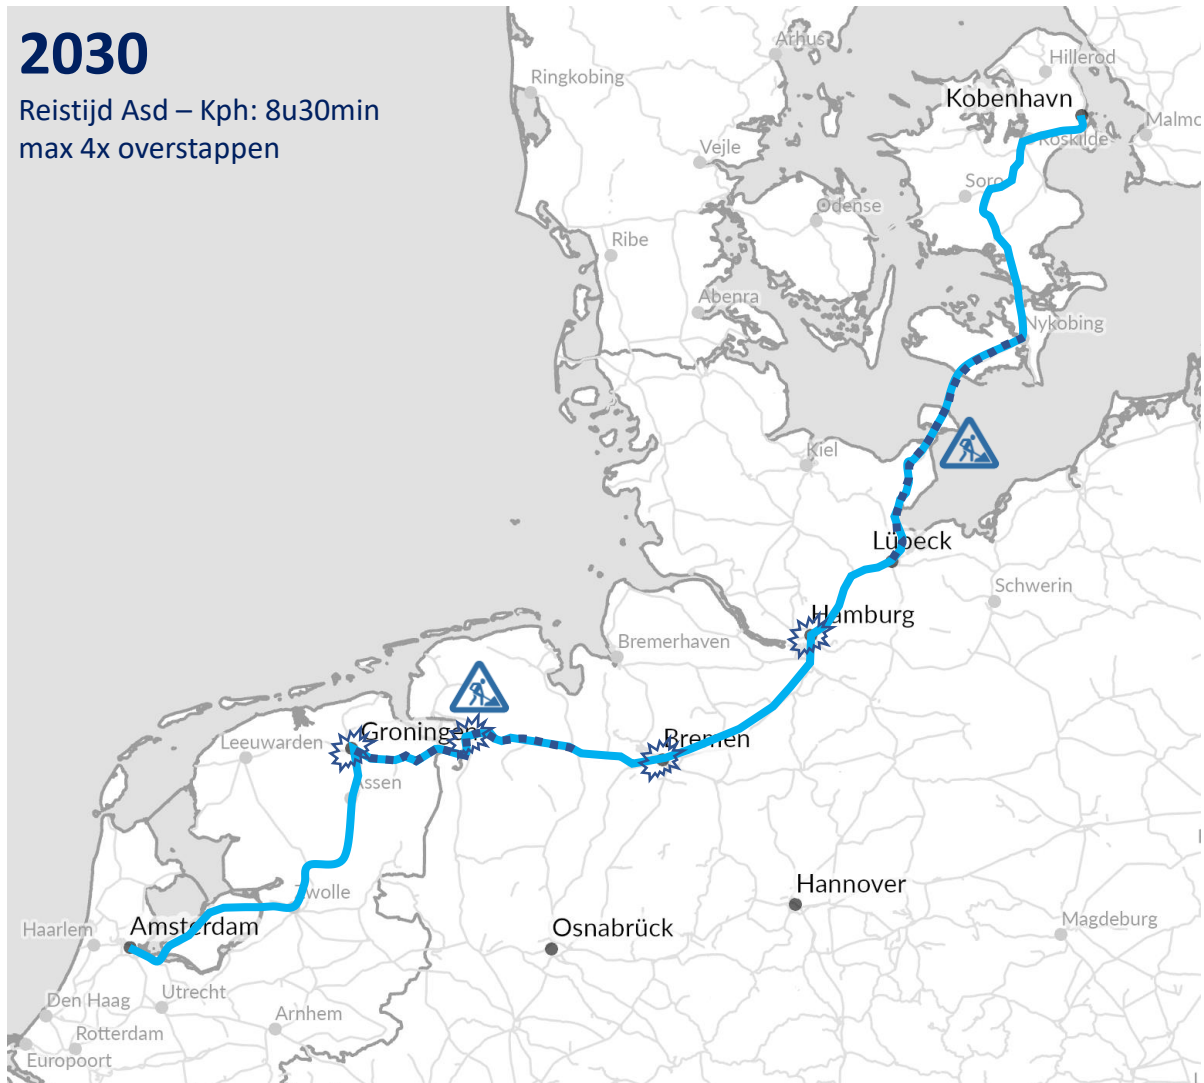 2030
Reistijd Asd – Kph: 8u30min
max 4x overstappen
Arhus
Hillerod
Ringkobing
Kobenhavn
Malmo
Roskilde
Vejle
Soro
Odense
Ribe
Abenra
Nykobing
Kiel
Lübeck
Schwerin
Hamburg
Bremerhaven
Groningen
Bremen
Leeuwarden
Assen
Hannover
Zwolle
Magdeburg
Haarlem
Amsterdam
Osnabrück
Den Haag
Utrecht
Arnhem
Rotterdam
Europoort